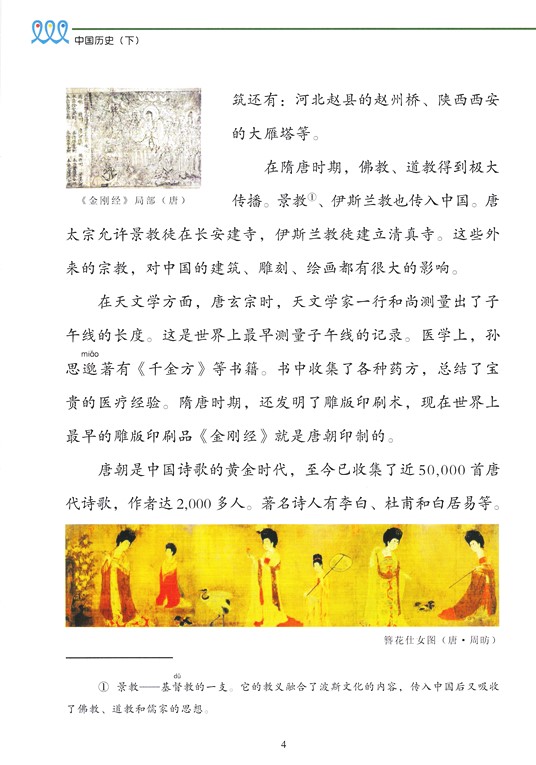 中国历史（下）
筑还有：河北赵县的赵州桥、陕西西安
的大雁塔等。
在隋唐时期，佛教、道教得到极大
《金刚经》局部（唐）
传播。景教①、伊斯兰教也传入中国。唐
太宗允许景教徒在长安建寺，伊斯兰教徒建立清真寺。这些外
来的宗教，对中国的建筑、雕刻、绘画都有很大的影响。
在天文学方面，唐玄宗时，天文学家一行和尚测量出了子
午线的长度。这是世界上最早测量子午线的记录。医学上，孙
miǎo
思邈著有《千金方》等书籍。书中收集了各种药方，总结了宝
贵的医疗经验。隋唐时期，还发明了雕版印刷术，现在世界上
最早的雕版印刷品《金刚经》就是唐朝印制的。
唐朝是中国诗歌的黄金时代，至今已收集了近 50,000 首唐
代诗歌，作者达 2,000 多人。著名诗人有李白、杜甫和白居易等。
簪花仕女图（唐·周昉）
dū
① 景教——基督教的一支。它的教义融合了波斯文化的内容，传入中国后又吸收
了佛教、道教和儒家的思想。
4